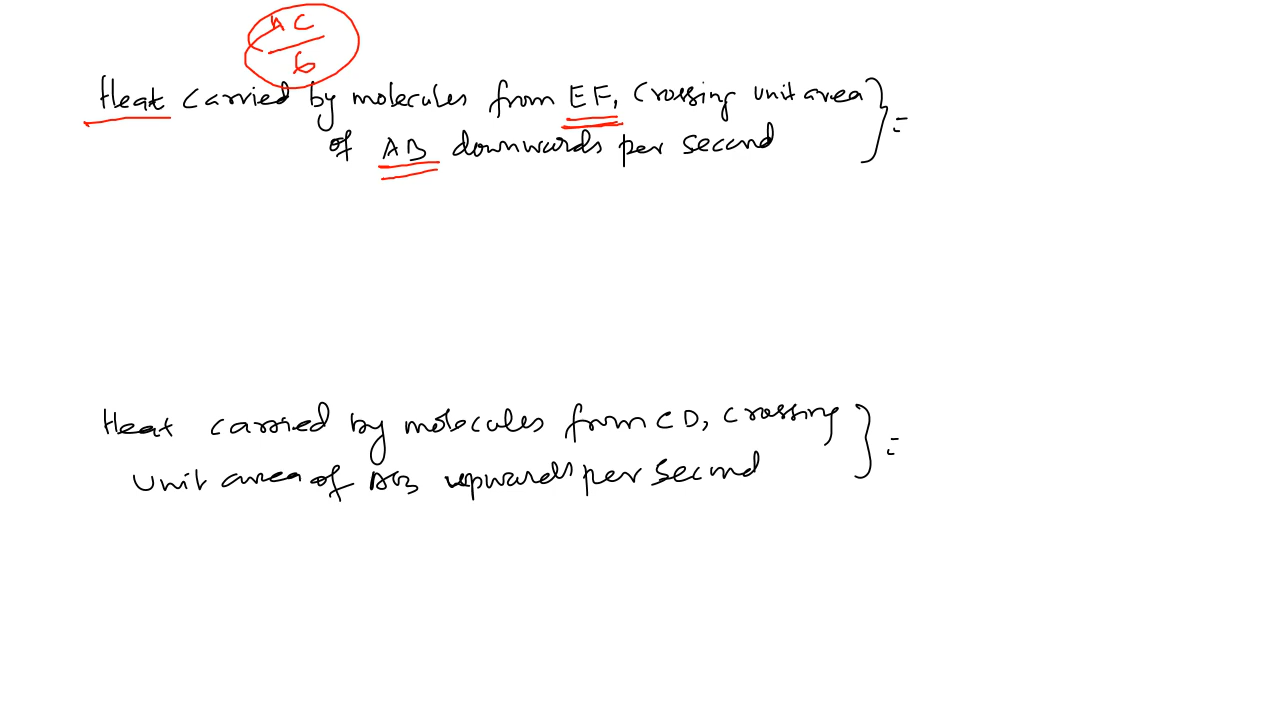 nC
6
Heat carried by molecules from EF, Crossing unit area
of AB downwards per second } =
Heat carried by molecules from CD, crossing
unit area of AB upwards per second } =